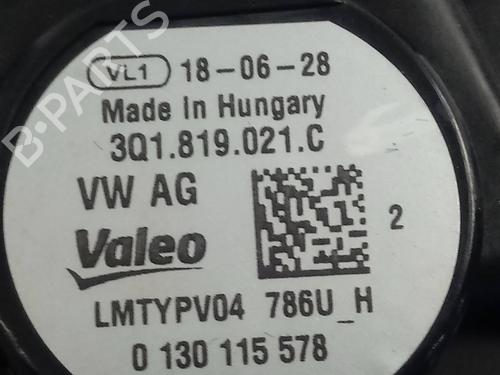 VL1 18-06-28
Made In Hungary
3Q1.819.021.C
VW AG
Valeo
2
LMTYPV04 786U_H
0 130 115 578
B-PARTS